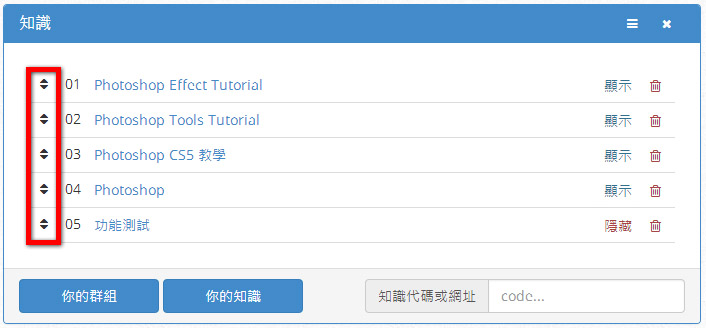 知識
01 Photoshop Effect Tutorial 顯示
02 Photoshop Tools Tutorial 顯示
03 Photoshop CS5 教學 顯示
04 Photoshop 顯示
05 功能測試 隱藏
你的群組 你的知識 知識代碼或網址 code...